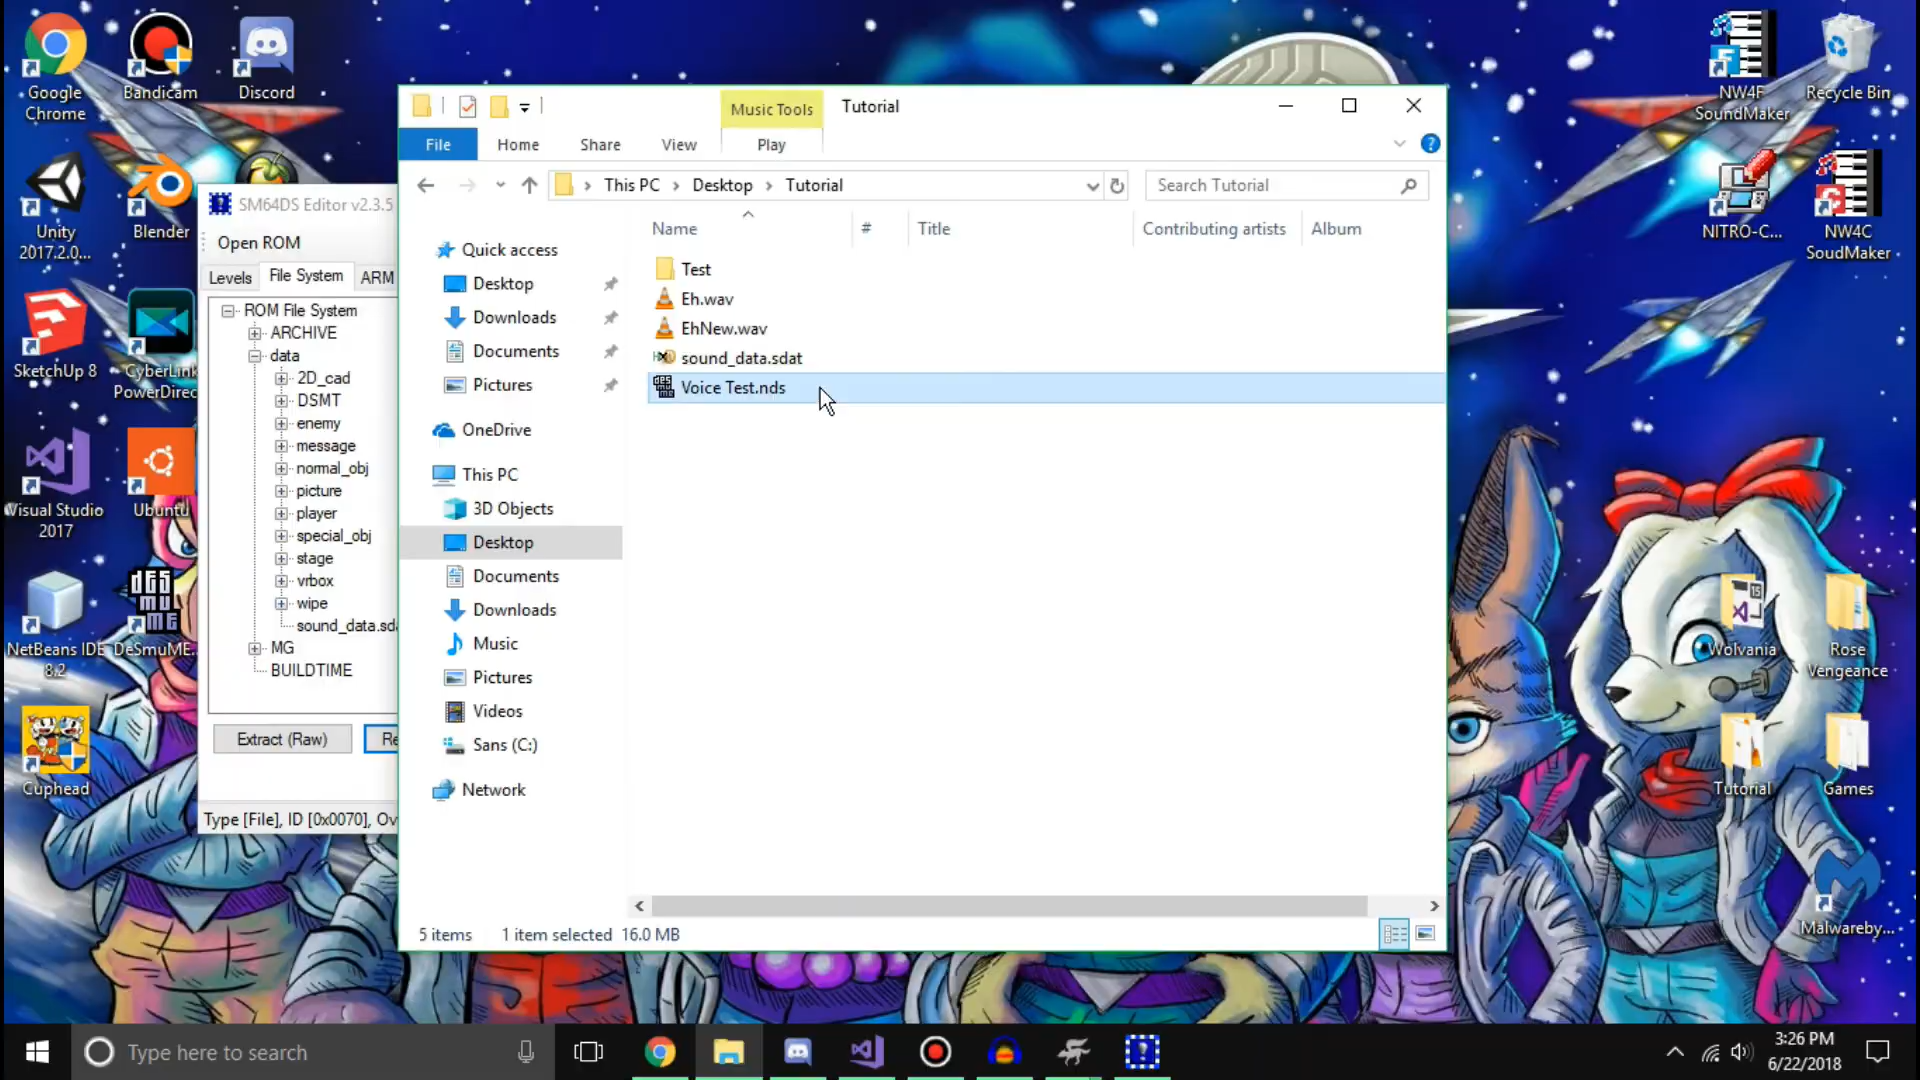 Google
Chrome
Bandicam
Discord
NW4F
SoundMaker
Recycle Bin
Unity
2017.2.0...
Blender
NITRO-C...
NW4C
SoudMaker
SketchUp 8
CyberLink
PowerDirec
Visual Studio
2017
Ubuntu
NetBeans IDE
8.2
DeSmuME...
DES
MU
ME
Cuphead
Wolvania
Rose
Vengeance
Tutorial
Games
Malwareby...
SM64DS Editor v2.3.5
Open ROM
Levels
File System
ARM
ROM File System
ARCHIVE
data
2D_cad
DSMT
enemy
message
normal_obj
picture
player
special_obj
stage
vrbox
wipe
sound_data.sda
MG
BUILDTIME
Extract (Raw)
Re
Type [File], ID [0x0070], Ov
Music Tools
Tutorial
File
Home
Share
View
Play
This PC
Desktop
Tutorial
Search Tutorial
Name
#
Title
Contributing artists
Album
Quick access
Desktop
Downloads
Documents
Pictures
OneDrive
This PC
3D Objects
Desktop
Documents
Downloads
Music
Pictures
Videos
Sans (C:)
Network
Test
Eh.wav
EhNew.wav
sound_data.sdat
Voice Test.nds
5 items
1 item selected 16.0 MB
Type here to search
3:26 PM
6/22/2018